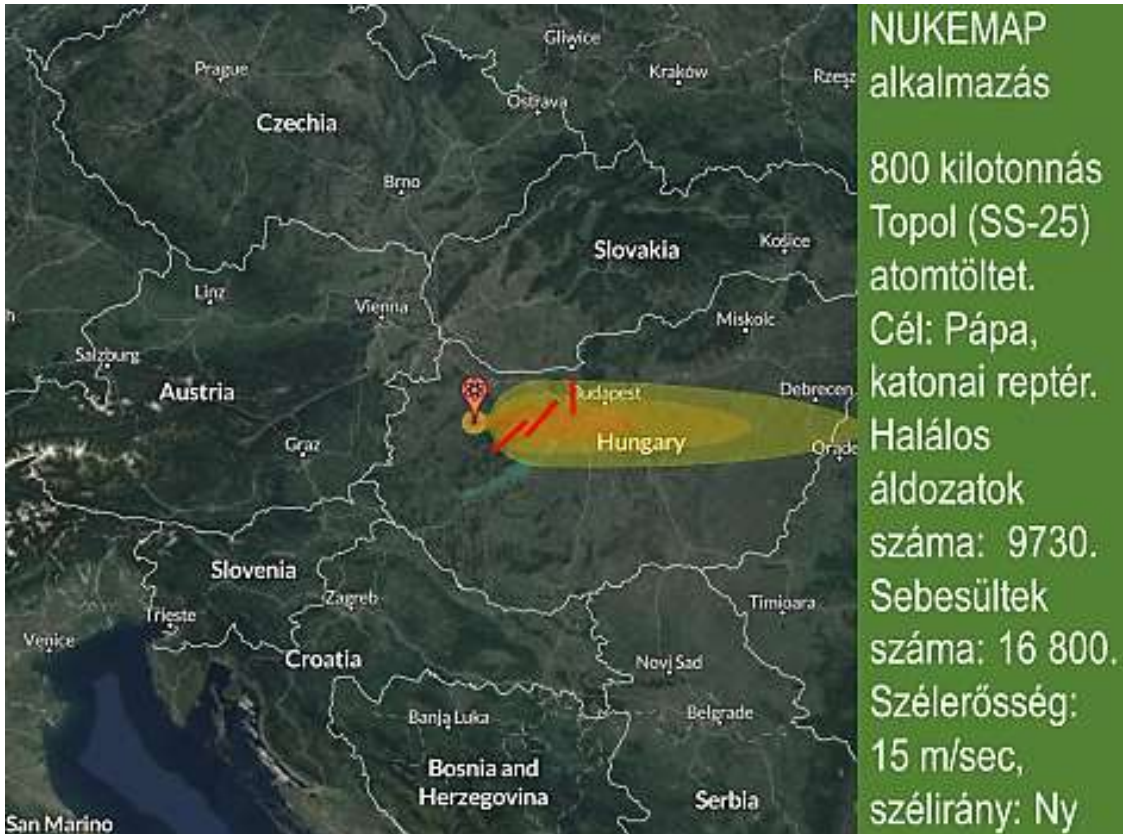 NUKEMAP
alkalmazás
800 kilotonnás
Topol (SS-25)
atomtöltet.
Cél: Pápa,
katonai reptér.
Halálos
áldozatok
száma: 9730.
Sebesültek
száma: 16 800.
Szélerősség:
15 m/sec,
szélirány: Ny
Gliwice
Prague
Kraków
Rzesz
Ostrava
Czechia
Brno
Slovakia
Košice
Linz
Vienna
Miskolc
Salzburg
Austria
Budapest
Debrecen
Graz
Hungary
Orade
Slovenia
Zagreb
Timișoara
Trieste
Venice
Croatia
Novi Sad
Banja Luka
Belgrade
Bosnia and
Herzegovina
Serbia
San Marino